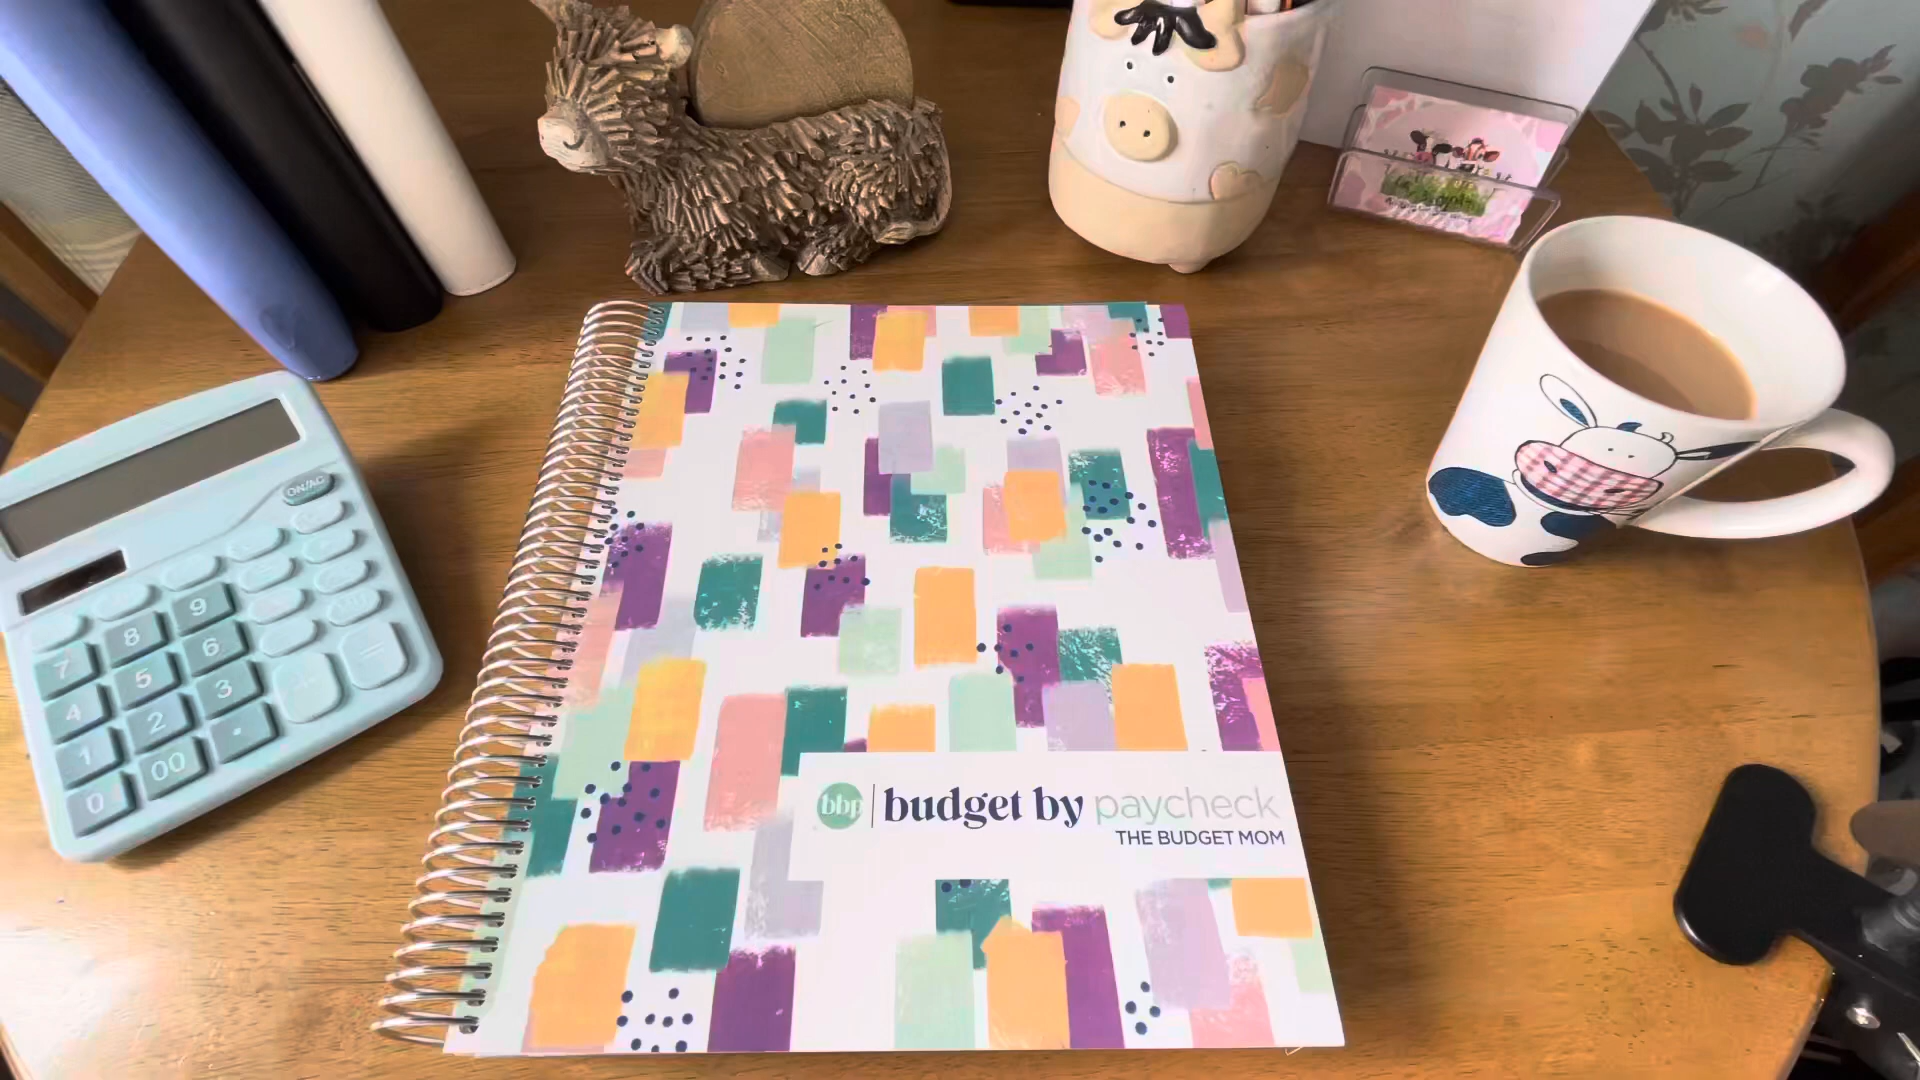 ON/AC
7 8 9
4 5 6
1 2 3
0 00 .
bbp budget by paycheck
THE BUDGET MOM